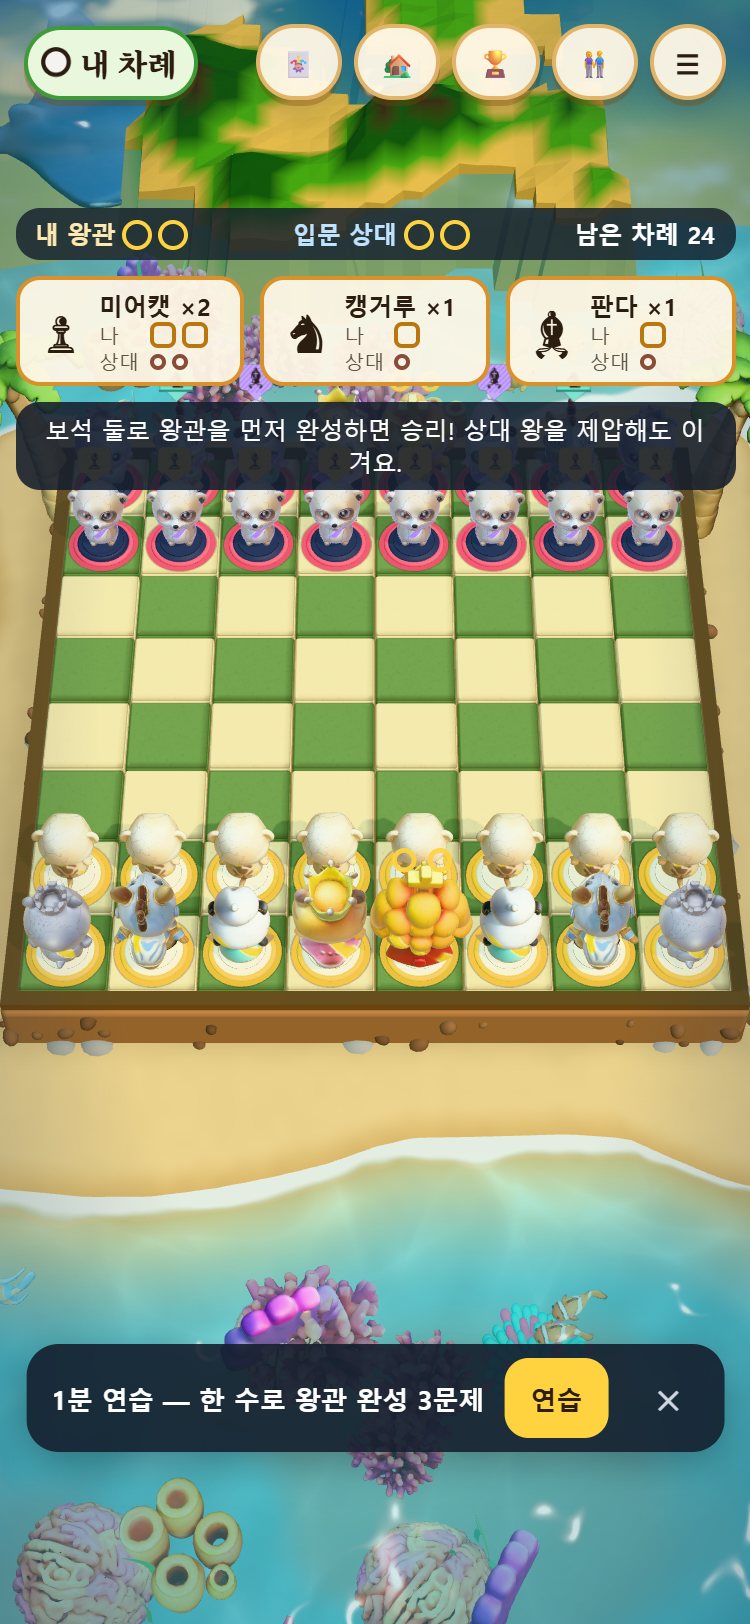 내 차례
내 왕관
입문 상대
남은 차례 24
미어캣 ×2
나
상대
캥거루 ×1
나
상대
판다 ×1
나
상대
보석 둘로 왕관을 먼저 완성하면 승리! 상대 왕을 제압해도 이
겨요.
1분 연습 — 한 수로 왕관 완성 3문제
연습